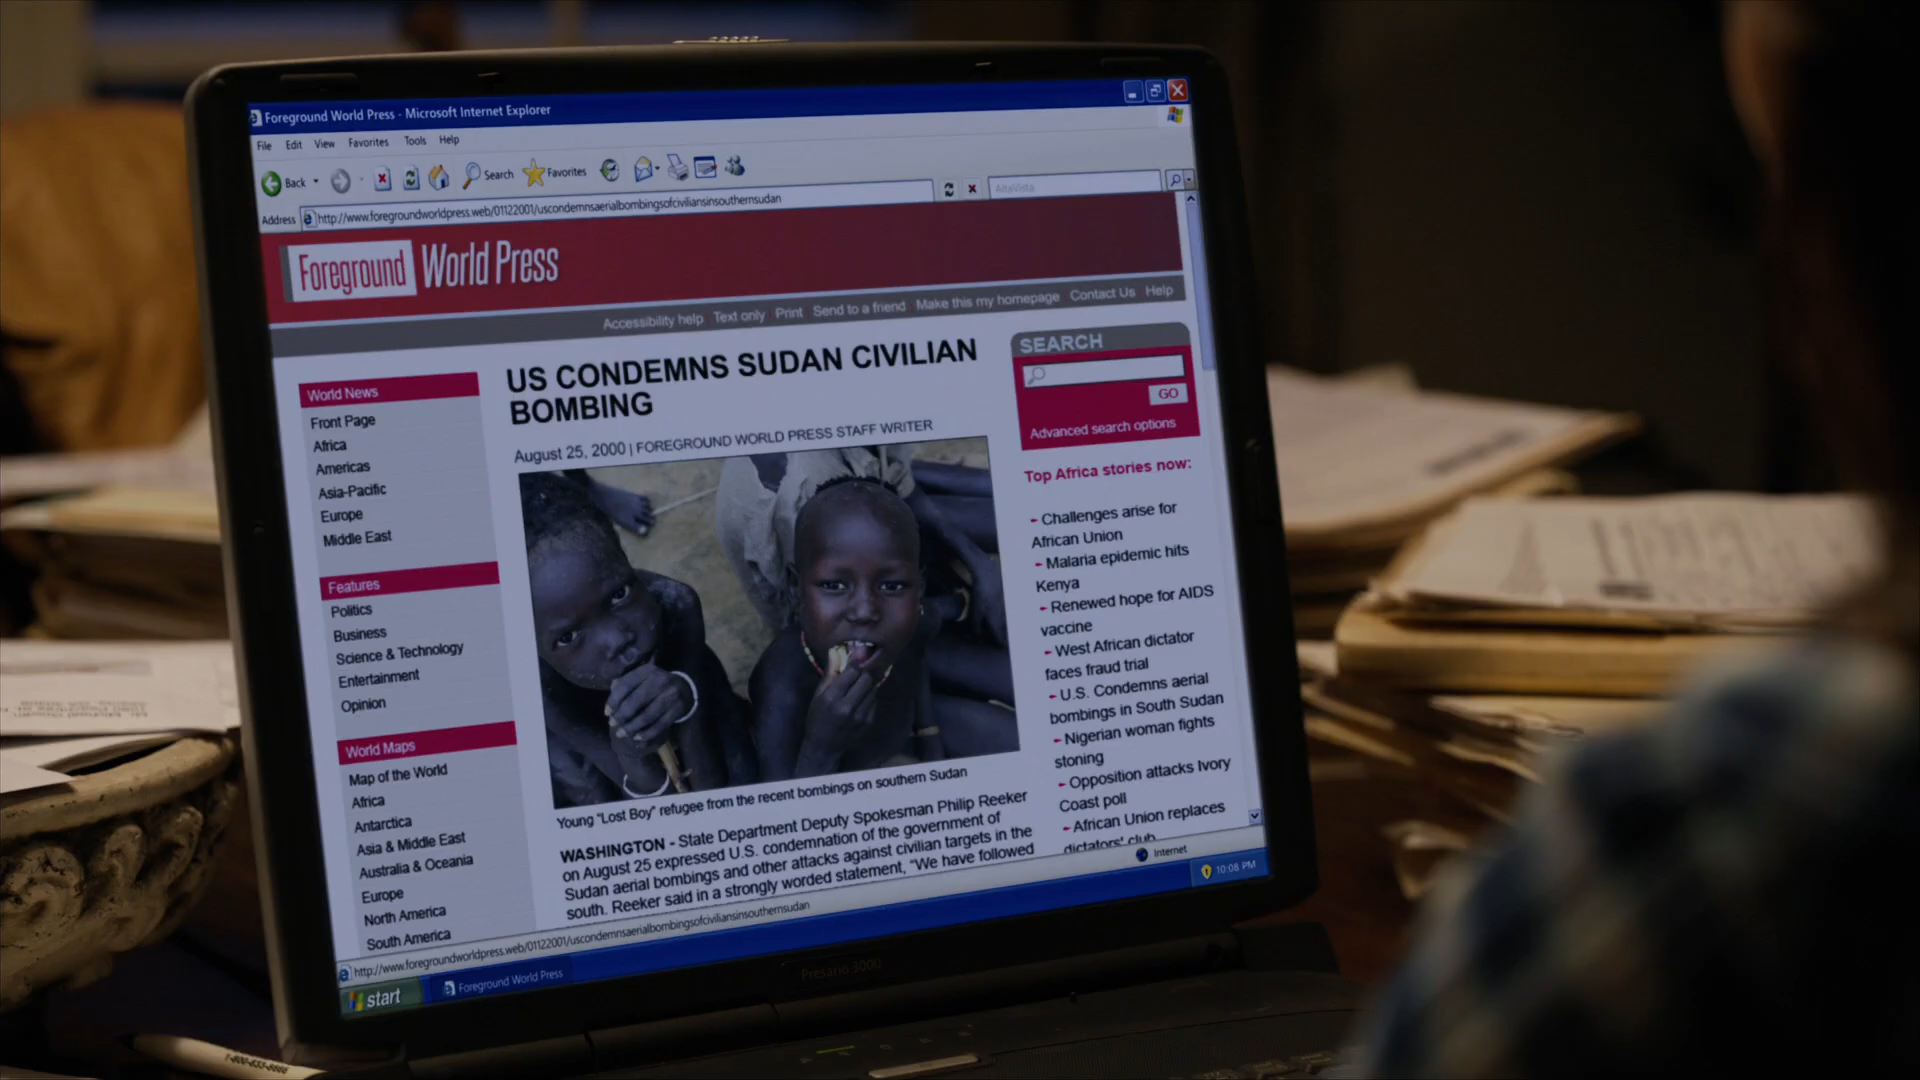 Foreground World Press - Microsoft Internet Explorer
File Edit View Favorites Tools Help
Back Search Favorites
AltaVista
Address http://www.foregroundworldpress.web/01122001/uscondemnsaerialbombingsofciviliansinsouthernsudan
Foreground World Press
Accessibility help Text only Print Send to a friend Make this my homepage Contact Us Help
World News
Front Page
Africa
Americas
Asia-Pacific
Europe
Middle East
Features
Politics
Business
Science & Technology
Entertainment
Opinion
World Maps
Map of the World
Africa
Antarctica
Asia & Middle East
Australia & Oceania
Europe
North America
South America
US CONDEMNS SUDAN CIVILIAN
BOMBING
August 25, 2000 | FOREGROUND WORLD PRESS STAFF WRITER
Young "Lost Boy" refugee from the recent bombings on southern Sudan
WASHINGTON - State Department Deputy Spokesman Philip Reeker
on August 25 expressed U.S. condemnation of the government of
Sudan aerial bombings and other attacks against civilian targets in the
south. Reeker said in a strongly worded statement, "We have followed
SEARCH
GO
Advanced search options
Top Africa stories now:
- Challenges arise for
African Union
- Malaria epidemic hits
Kenya
- Renewed hope for AIDS
vaccine
- West African dictator
faces fraud trial
- U.S. Condemns aerial
bombings in South Sudan
- Nigerian woman fights
stoning
- Opposition attacks Ivory
Coast poll
- African Union replaces
dictators' club
http://www.foregroundworldpress.web/01122001/uscondemnsaerialbombingsofciviliansinsouthernsudan
Internet
start Foreground World Press 10:08 PM
Presario 3000